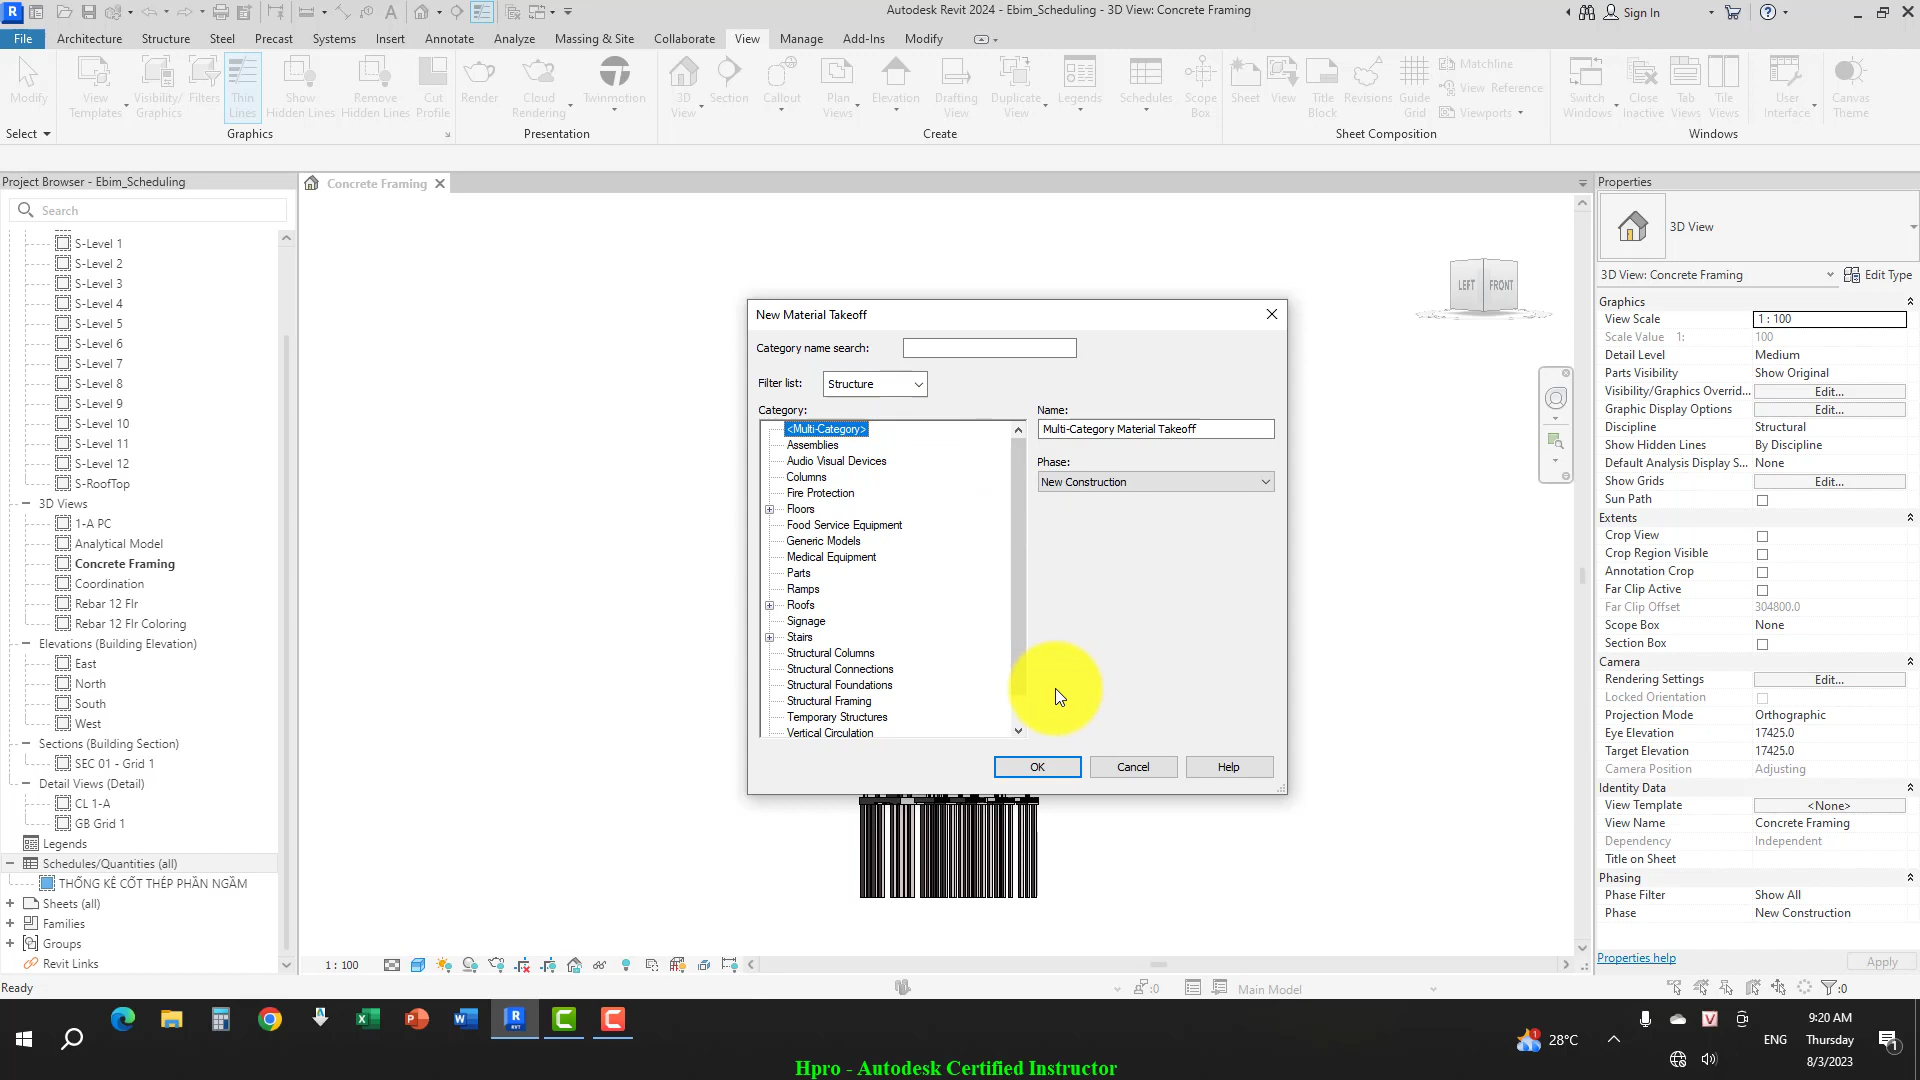 Autodesk Revit 2024 - Ebim_Scheduling - 3D View: Concrete Framing
Sign In
File Architecture Structure Steel Precast Systems Insert Annotate Analyze Massing & Site Collaborate View Manage Add-Ins Modify
Modify
View Templates
Visibility/ Graphics
Filters
Thin Lines
Show Hidden Lines
Remove Hidden Lines
Cut Profile
Render
Cloud Rendering
Twinmotion
3D View
Section
Callout
Plan Views
Elevation
Drafting View
Duplicate View
Legends
Schedules
Scope Box
Sheet
View
Title Block
Revisions
Guide Grid
Matchline
View Reference
Viewports
Switch Windows
Close Inactive
Tab Views
Tile Views
User Interface
Canvas Theme
Select Graphics Presentation Create Sheet Composition Windows
Project Browser - Ebim_Scheduling
Search
S-Level 1
S-Level 2
S-Level 3
S-Level 4
S-Level 5
S-Level 6
S-Level 7
S-Level 8
S-Level 9
S-Level 10
S-Level 11
S-Level 12
S-RoofTop
3D Views
1-A PC
Analytical Model
Concrete Framing
Coordination
Rebar 12 Flr
Rebar 12 Flr Coloring
Elevations (Building Elevation)
East
North
South
West
Sections (Building Section)
SEC 01 - Grid 1
Detail Views (Detail)
CL 1-A
GB Grid 1
Legends
Schedules/Quantities (all)
THỐNG KÊ CỐT THÉP PHẦN NGẦM
Sheets (all)
Families
Groups
Revit Links
Concrete Framing
LEFT FRONT
New Material Takeoff
Category name search:
Filter list: Structure
Category:
<Multi-Category>
Assemblies
Audio Visual Devices
Columns
Fire Protection
Floors
Food Service Equipment
Generic Models
Medical Equipment
Parts
Ramps
Roofs
Signage
Stairs
Structural Columns
Structural Connections
Structural Foundations
Structural Framing
Temporary Structures
Vertical Circulation
Name:
Multi-Category Material Takeoff
Phase:
New Construction
OK Cancel Help
Properties
3D View
3D View: Concrete Framing Edit Type
Graphics
View Scale 1 : 100
Scale Value 1: 100
Detail Level Medium
Parts Visibility Show Original
Visibility/Graphics Overrid... Edit...
Graphic Display Options Edit...
Discipline Structural
Show Hidden Lines By Discipline
Default Analysis Display S... None
Show Grids Edit...
Sun Path
Extents
Crop View
Crop Region Visible
Annotation Crop
Far Clip Active
Far Clip Offset 304800.0
Scope Box None
Section Box
Camera
Rendering Settings Edit...
Locked Orientation
Projection Mode Orthographic
Eye Elevation 17425.0
Target Elevation 17425.0
Camera Position Adjusting
Identity Data
View Template <None>
View Name Concrete Framing
Dependency Independent
Title on Sheet
Phasing
Phase Filter Show All
Phase New Construction
Properties help Apply
1 : 100
Ready
:0
Main Model
:0
28°C
ENG
9:20 AM
Thursday
8/3/2023
Hpro - Autodesk Certified Instructor